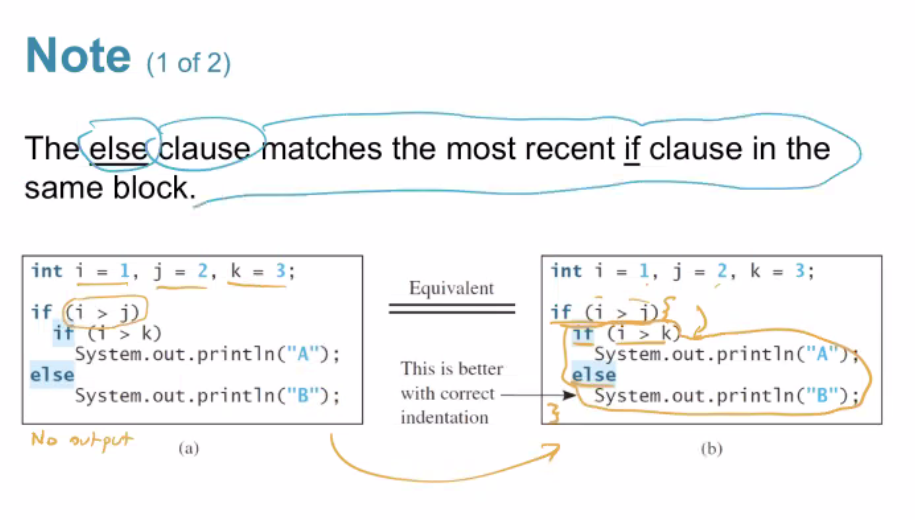 Note (1 of 2)
The else clause matches the most recent if clause in the
same block.
int i = 1, j = 2, k = 3;
if (i > j)
if (i > k)
System.out.println("A");
else
System.out.println("B");
No output
(a)
Equivalent
This is better
with correct
indentation
int i = 1, j = 2, k = 3;
if (i > j) {
if (i > k)
System.out.println("A");
else
System.out.println("B");
}
(b)